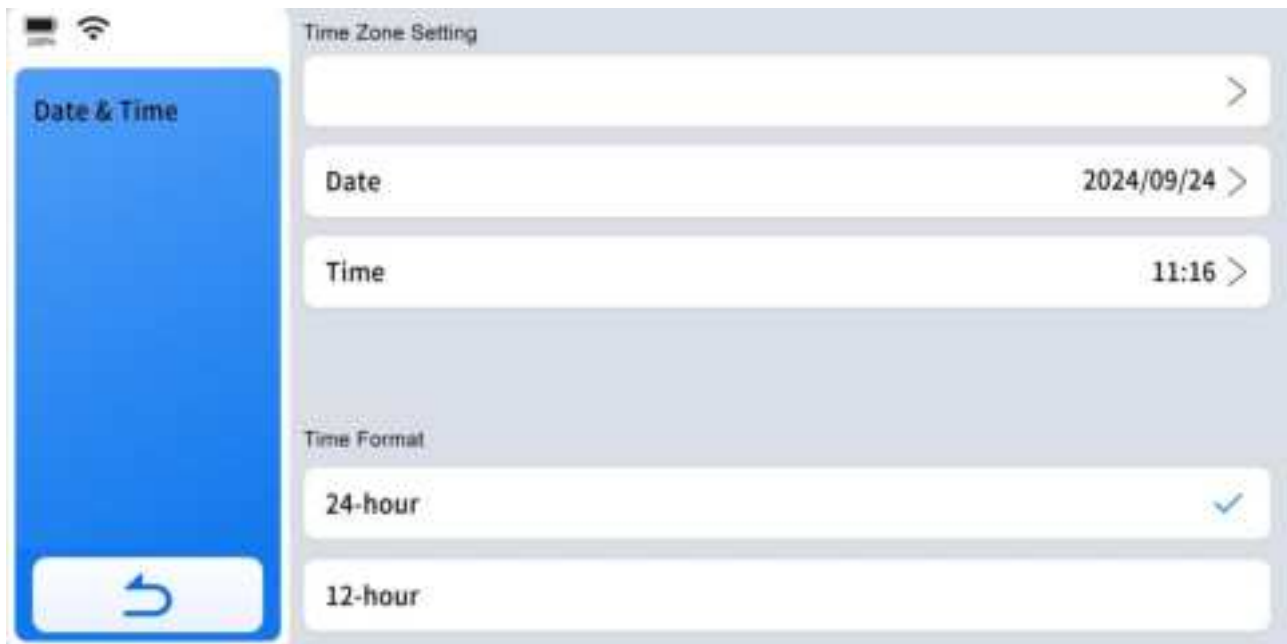 Time Zone Setting
Date & Time
Date 2024/09/24
Time 11:16
Time Format
24-hour
12-hour